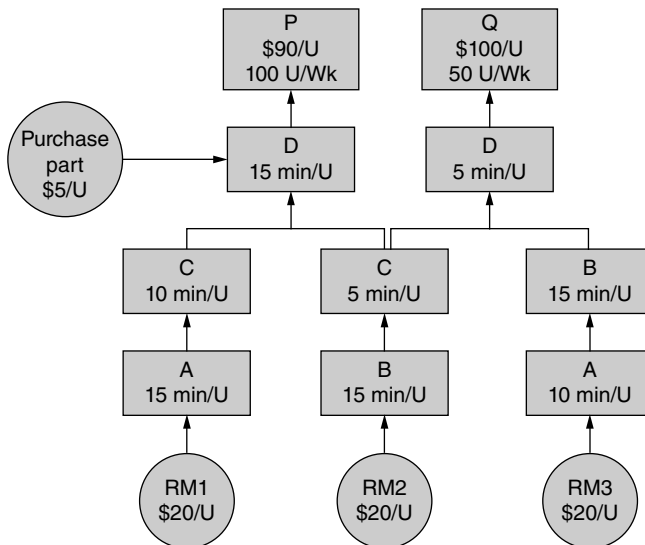 P
$90/U
100 U/Wk
Q
$100/U
50 U/Wk
Purchase
part
$5/U
D
15 min/U
D
5 min/U
C
10 min/U
C
5 min/U
B
15 min/U
A
15 min/U
B
15 min/U
A
10 min/U
RM1
$20/U
RM2
$20/U
RM3
$20/U